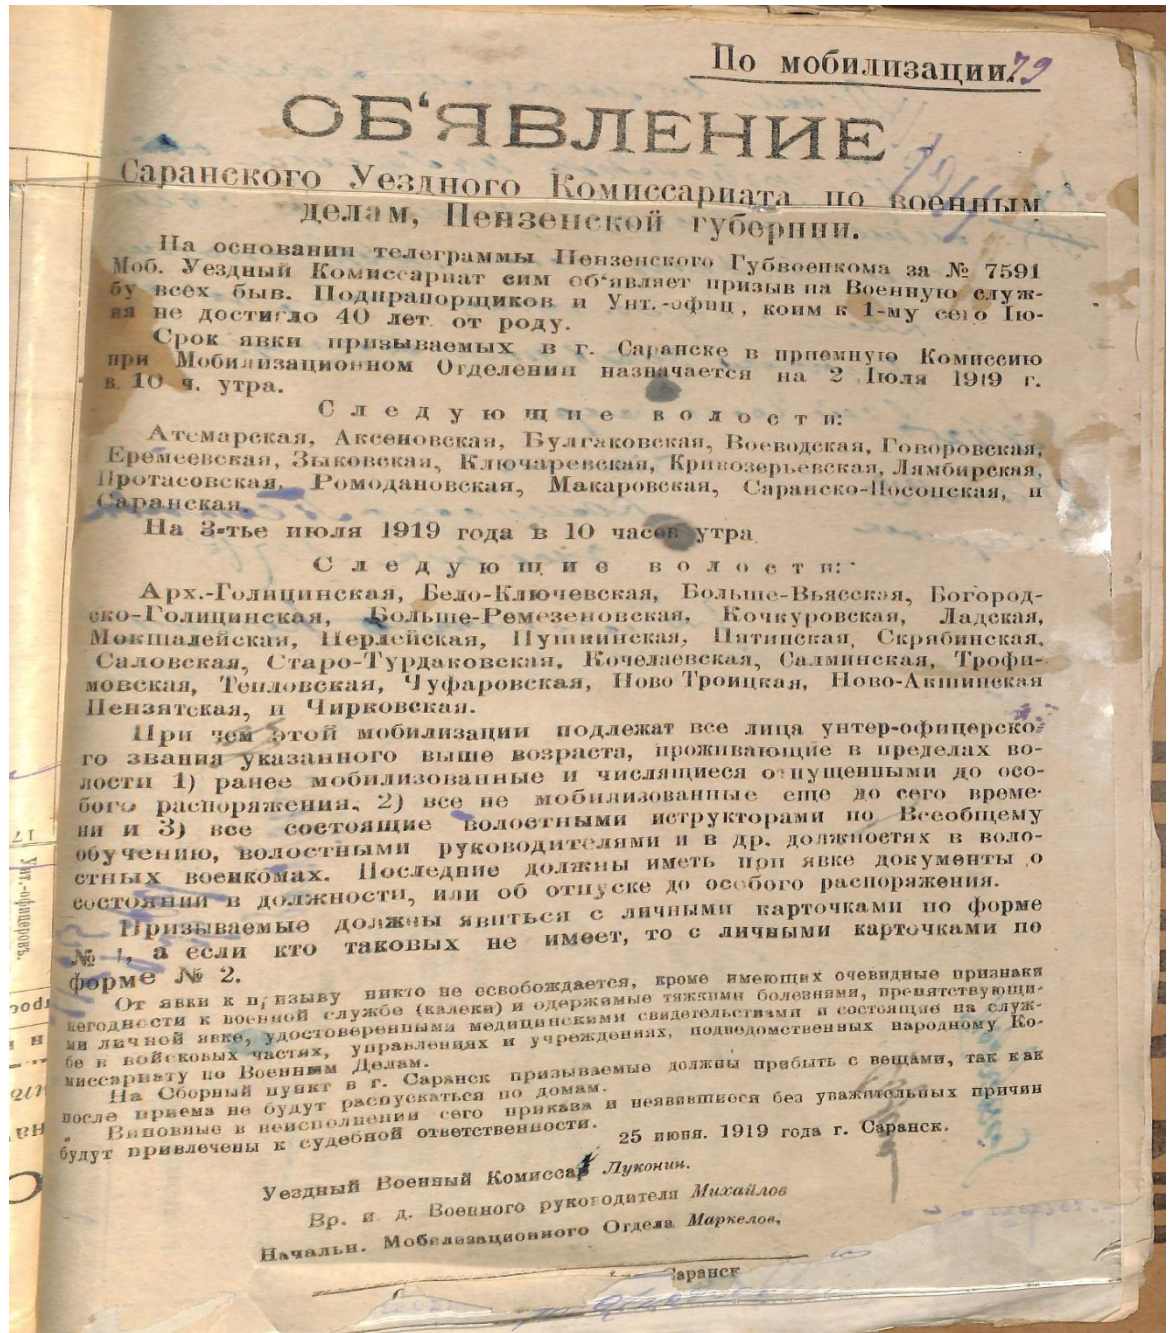 По мобилизации. 79
ОБ‘ЯВЛЕНИЕ
Саранского Уездного Комиссариата по военным
делам, Пензенской губернии.
На основании телеграммы Пензенского Губвоенкома за № 7591
Моб. Уездный Комиссариат сим об‘являет призыв на Военную служ-
бу всех быв. Подпрапорщиков и Унт.-офиц, коим к 1-му сего Ию-
ня не достигло 40 лет от роду.
Срок явки призываемых в г. Саранске в приемную Комиссию
при Мобилизационном Отделении назначается на 2 Июля 1919 г.
в 10 ч. утра.
Следующие волости:
Атемарская, Аксеновская, Булгаковская, Воеводская, Говоровская,
Еремеевская, Зыковская, Ключаревская, Кривозерьевская, Лямбирская,
Протасовская, Ромодановская, Макаровская, Саранско-Посопская, и
Саранская.
На 3-тье июля 1919 года в 10 часов утра
Следующие волости:
Арх.-Голицинская, Бело-Ключевская, Больше-Вьясская, Богород-
ско-Голицинская, Больше-Ремезеновская, Кочкуровская, Ладская,
Мокшалейская, Перлейская, Пушкинская, Пятинская, Скрябинская,
Саловская, Старо-Турдаковская, Кочелаевская, Салминская, Трофи-
мовская, Тепловская, Чуфаровская, Ново Троицкая, Ново-Акшинская
Пензятская, и Чирковская.
При чем этой мобилизации подлежат все лица унтер-офицерско-
го звания указанного выше возраста, проживающие в пределах во-
лости 1) ранее мобилизованные и числящиеся отпущенными до осо-
бого распоряжения, 2) все не мобилизованные еще до сего време-
ни и 3) все состоящие волостными иструкторами по Всеобщему
обучению, волостными руководителями и в др. должностях в воло-
стных военкомах. Последние должны иметь при явке документы о
состоянии в должности, или об отпуске до особого распоряжения.
Призываемые должны явиться с личными карточками по форме
№ 1, а если кто таковых не имеет, то с личными карточками по
форме № 2.
От явки к призыву никто не освобождается, кроме имеющих очевидные признаки
негодности к военной службе (калеки) и одержимые тяжкими болезнями, препятствующи-
ми личной явке, удостоверенными медицинскими свидетельствами и состоящие на служ-
бе в войсковых частях, управлениях и учреждениях, подведомственных народному Ко-
миссариату по Военным Делам.
На Сборный пункт в г. Саранск призываемые должны прибыть с вещами, так как
после приема не будут распускаться по домам.
Виновные в неисполнении сего приказа и неявившиеся без уважительных причин
будут привлечены к судебной ответственности.
25 июня. 1919 года г. Саранск.
Уездный Военный Комиссар Луконин.
Вр. и д. Военного руководителя Михайлов
Начальн. Мобилизационного Отдела Маркелов,
Саранск
17
Унт.-офицеровъ.